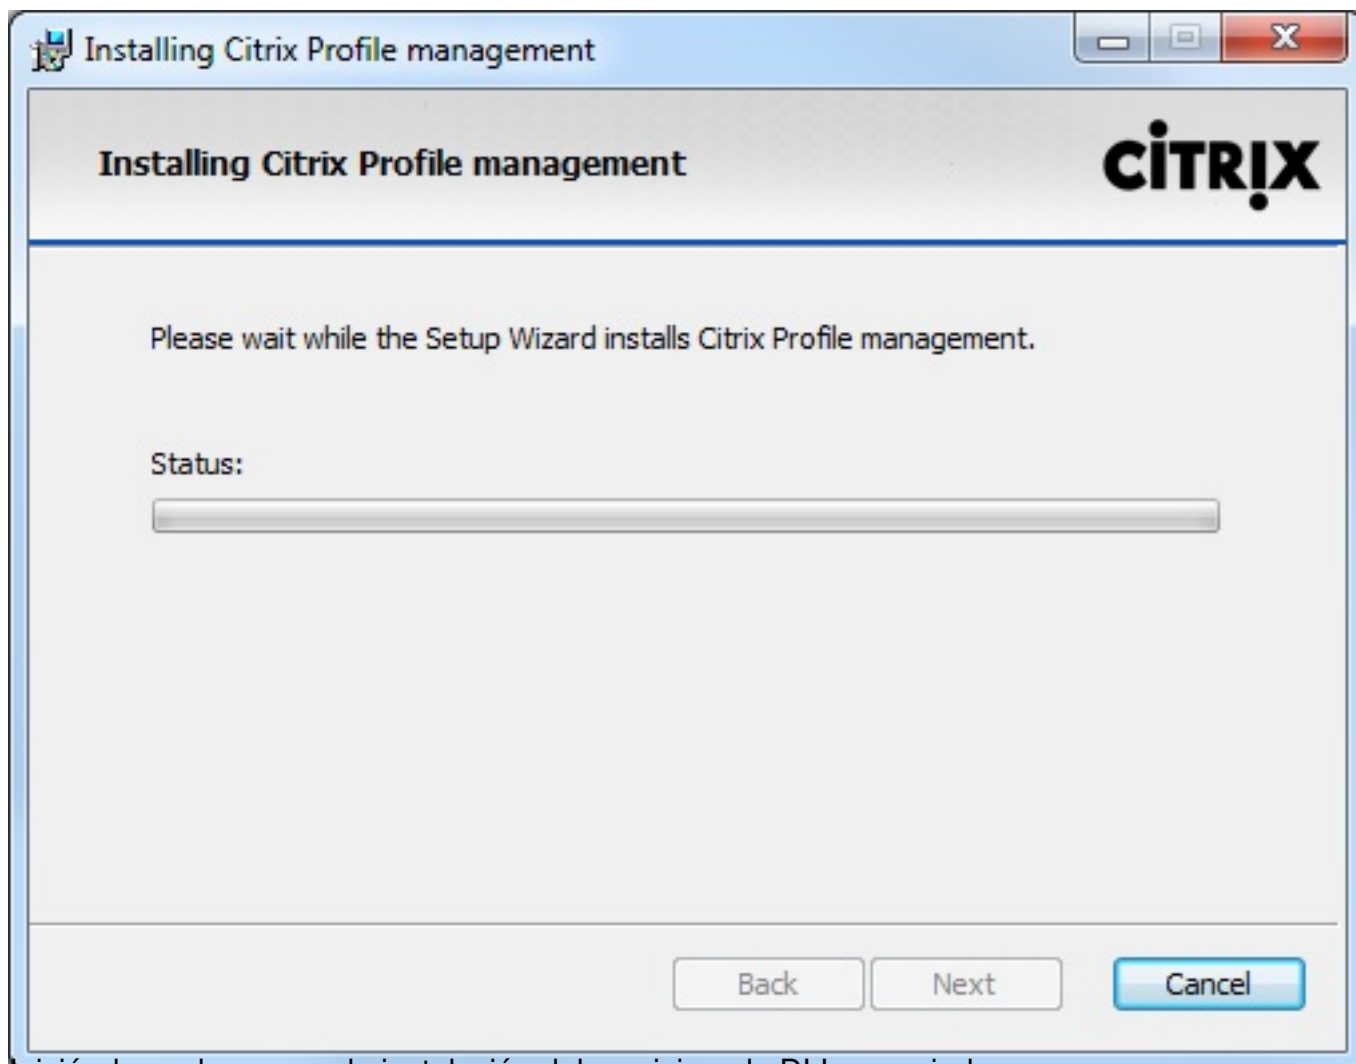 Installing Citrix Profile management
Installing Citrix Profile management
CITRIX
Please wait while the Setup Wizard installs Citrix Profile management.
Status:
Back
Next
Cancel